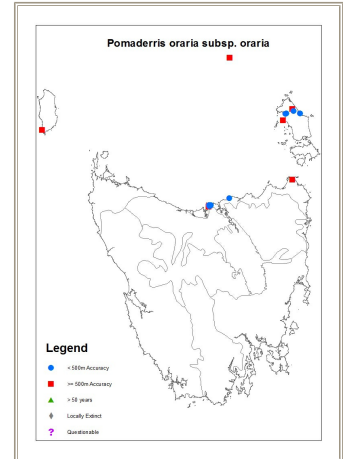 Pomaderris oraria subsp. oraria
Legend
< 500m Accuracy
>= 500m Accuracy
> 50 years
Locally Extinct
? Questionable